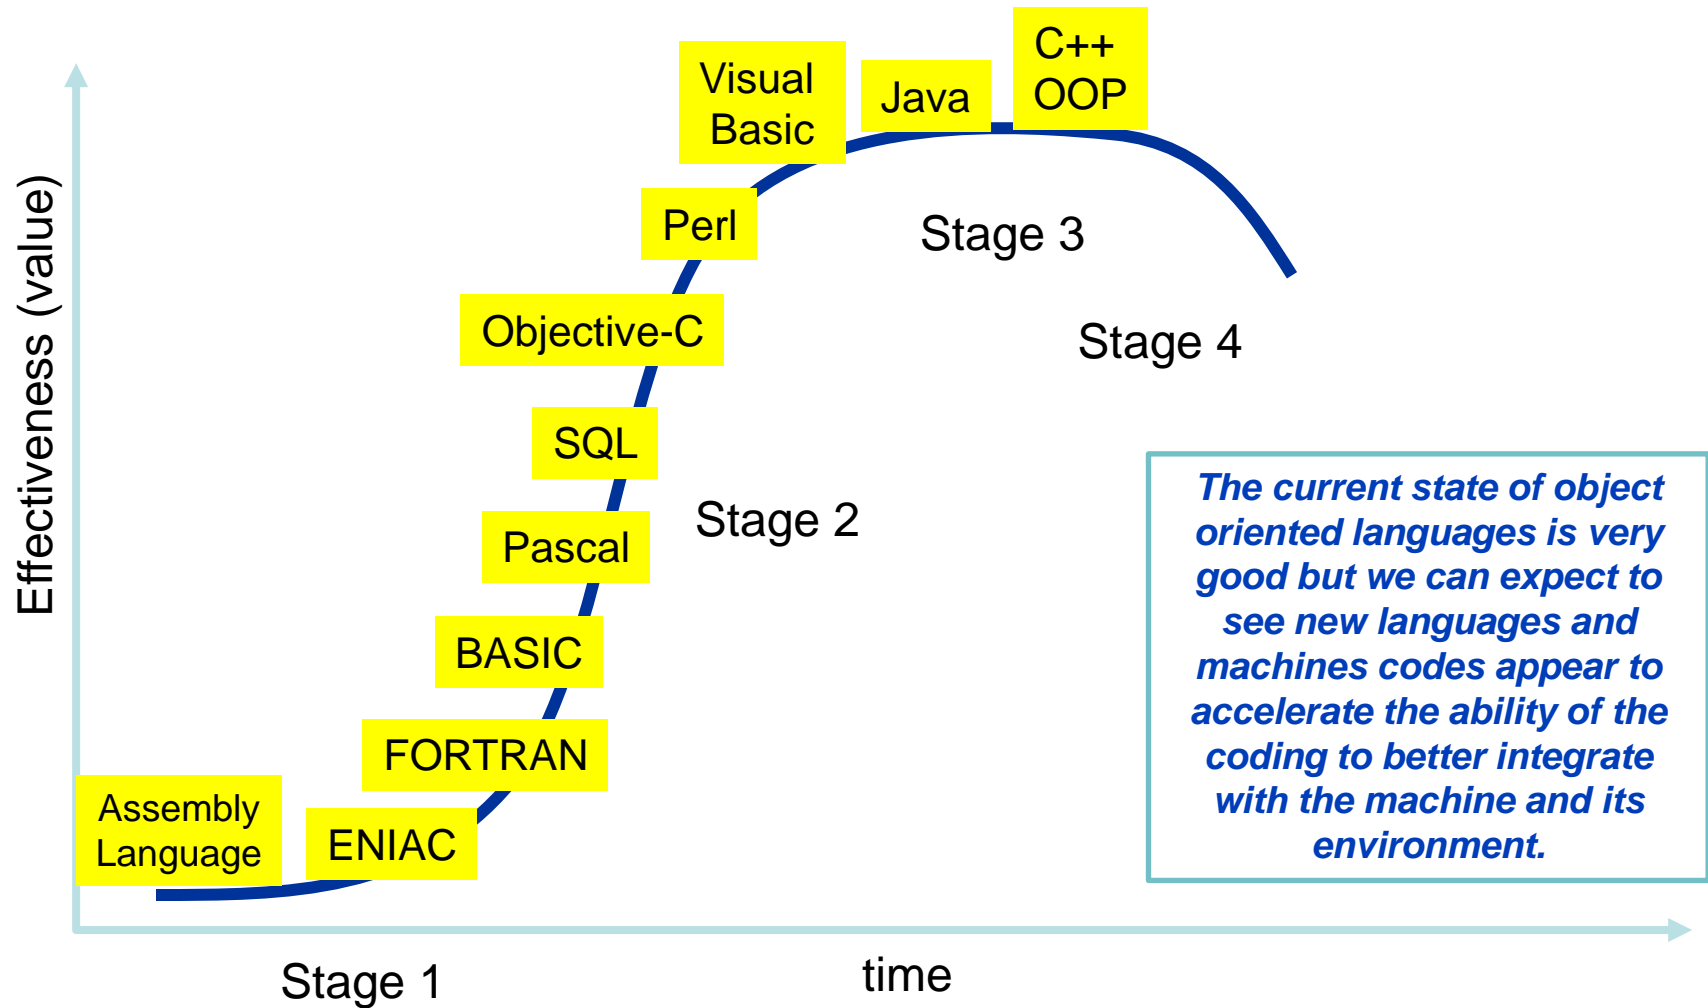 C++
OOP
Visual
Basic
Java
Perl
Stage 3
Objective-C
Stage 4
Effectiveness (value)
SQL
Stage 2
Pascal
BASIC
FORTRAN
Assembly
Language
ENIAC
The current state of object
oriented languages is very
good but we can expect to
see new languages and
machines codes appear to
accelerate the ability of the
coding to better integrate
with the machine and its
environment.
Stage 1
time